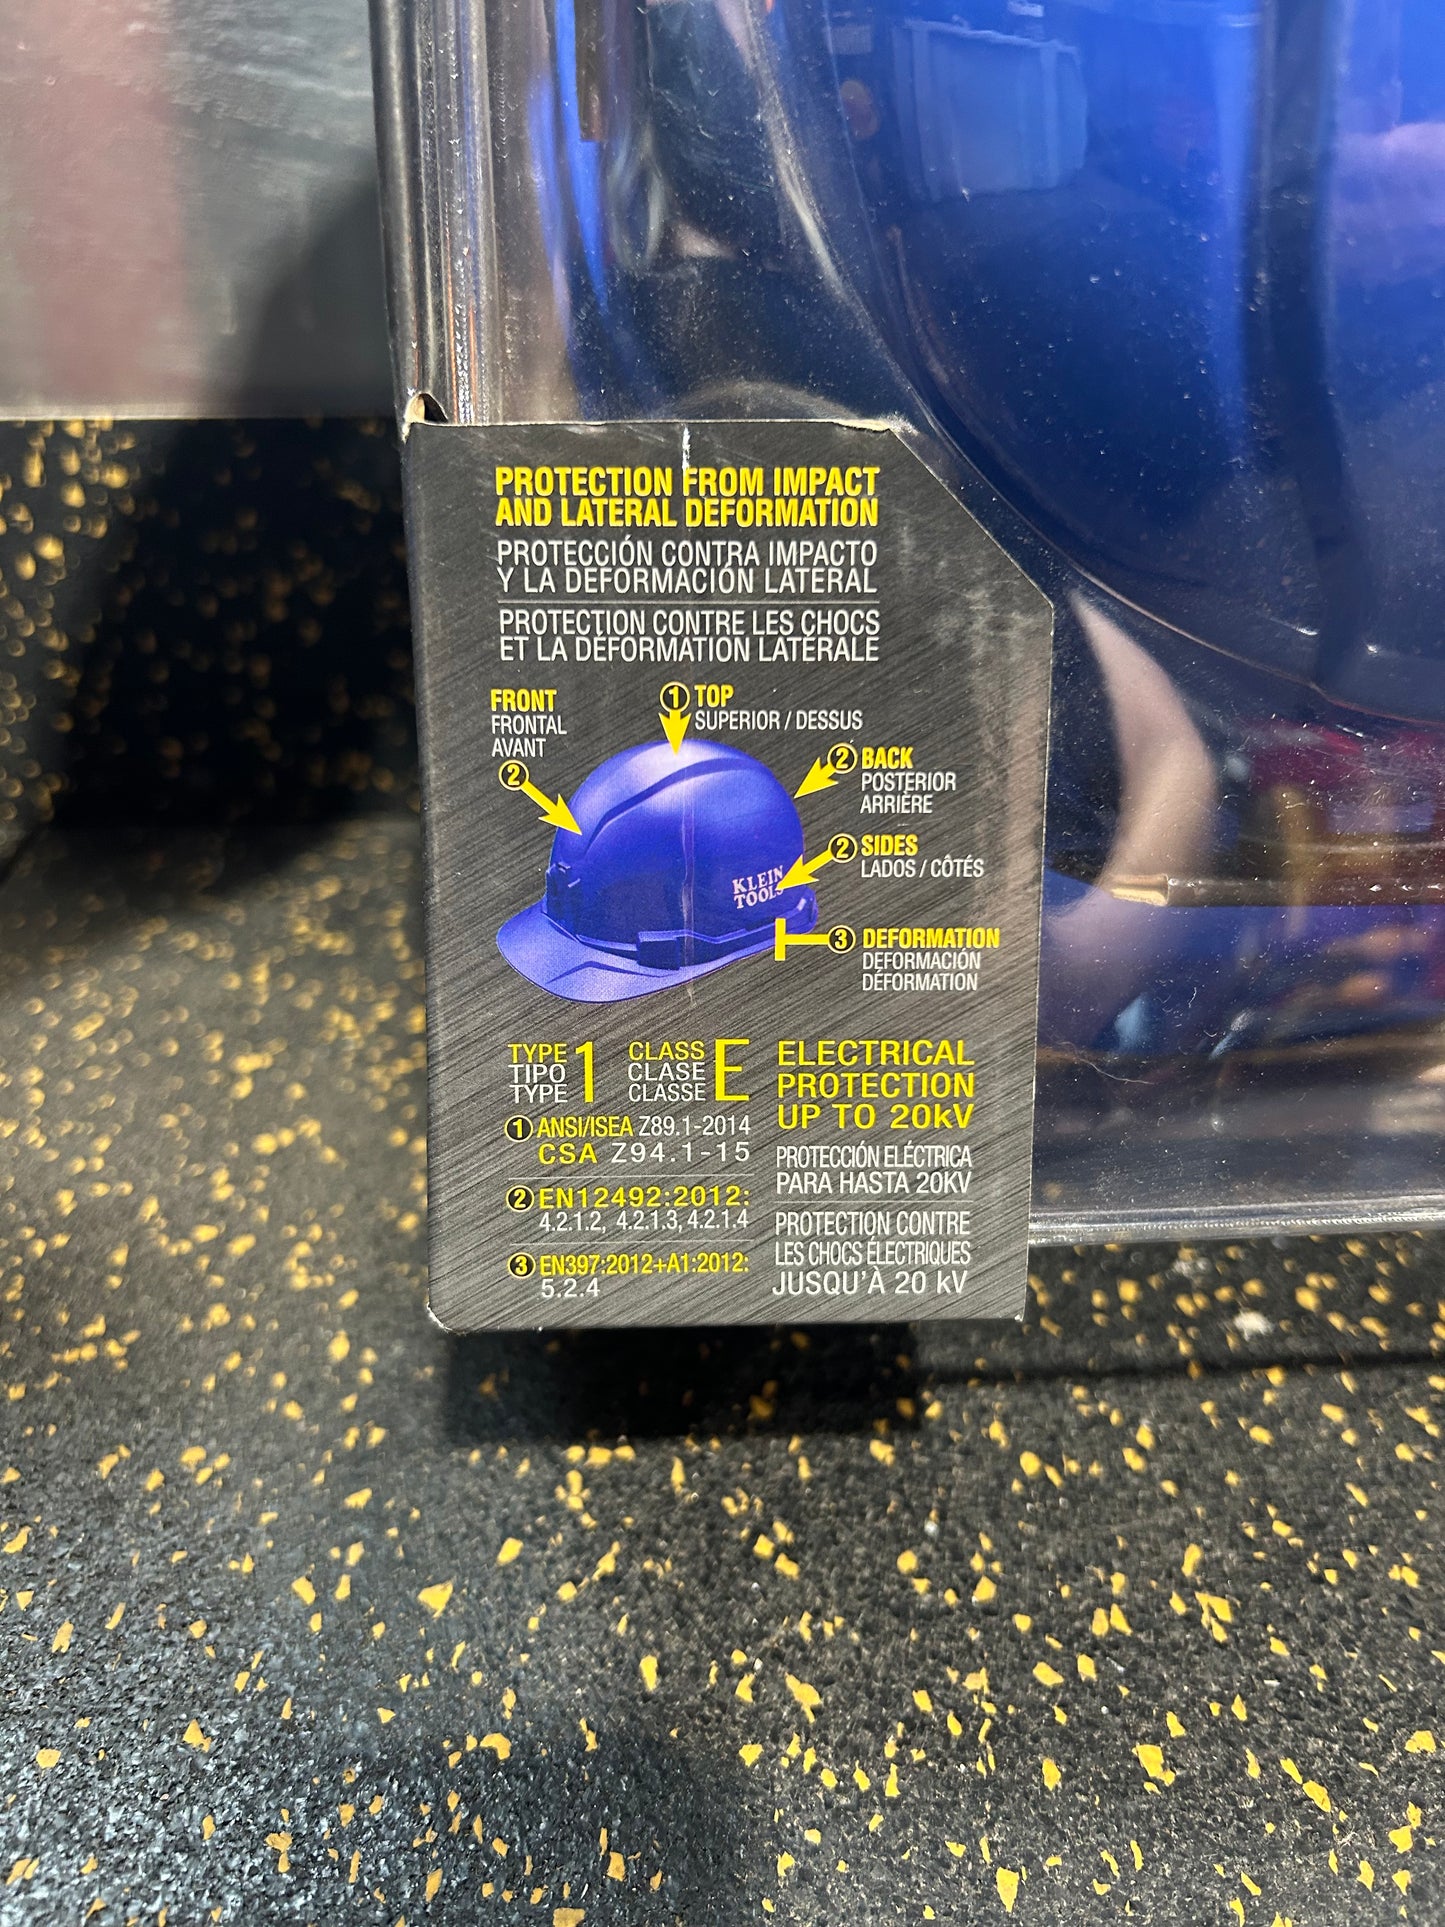 PROTECTION FROM IMPACT
AND LATERAL DEFORMATION
PROTECCIÓN CONTRA IMPACTO
Y LA DEFORMACIÓN LATERAL
PROTECTION CONTRE LES CHOCS
ET LA DÉFORMATION LATÉRALE
FRONT
FRONTAL
AVANT
2
1 TOP
SUPERIOR / DESSUS
2 BACK
POSTERIOR
ARRIÈRE
2 SIDES
LADOS / CÔTÉS
KLEIN
TOOLS
3 DEFORMATION
DEFORMACIÓN
DÉFORMATION
TYPE
TIPO
TYPE
1
CLASS
CLASE
CLASSE
E
1 ANSI/ISEA Z89.1-2014
CSA Z94.1-15
2 EN12492:2012:
4.2.1.2, 4.2.1.3, 4.2.1.4
3 EN397:2012+A1:2012:
5.2.4
ELECTRICAL
PROTECTION
UP TO 20kV
PROTECCIÓN ELÉCTRICA
PARA HASTA 20KV
PROTECTION CONTRE
LES CHOCS ÉLECTRIQUES
JUSQU'À 20 kV